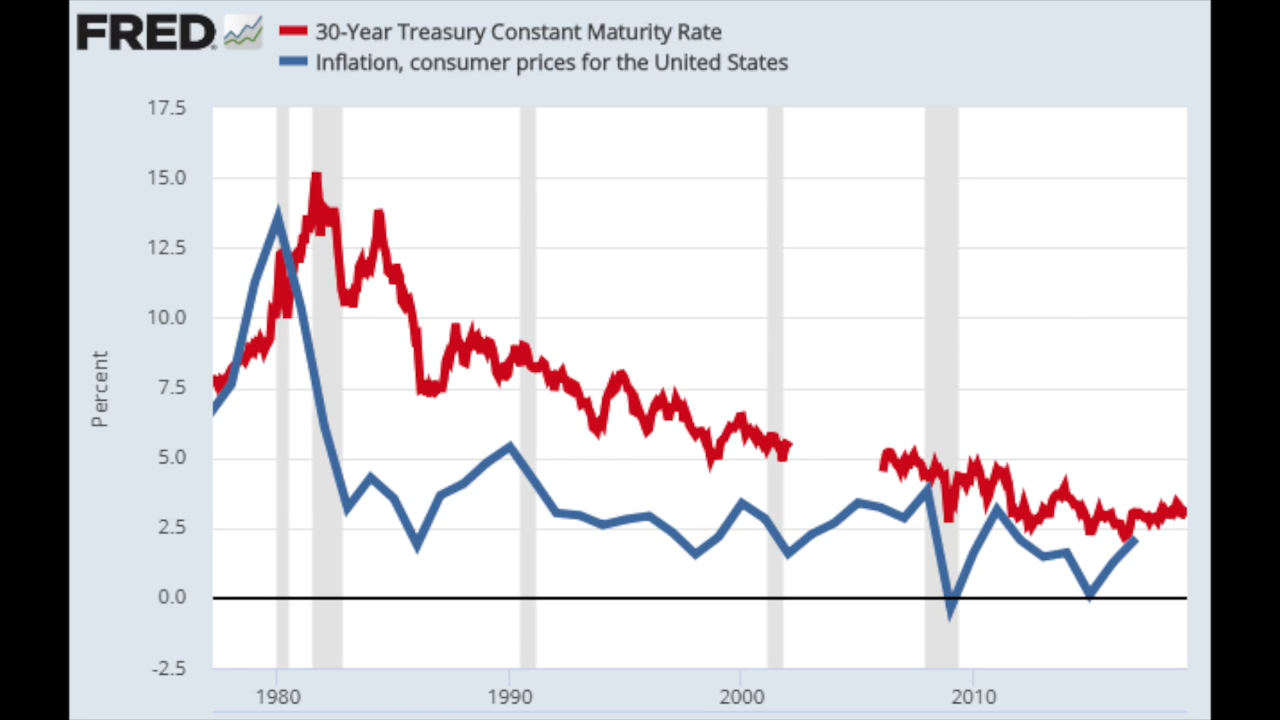 FRED
30-Year Treasury Constant Maturity Rate
Inflation, consumer prices for the United States
17.5
15.0
12.5
10.0
7.5
5.0
2.5
0.0
-2.5
Percent
1980 1990 2000 2010